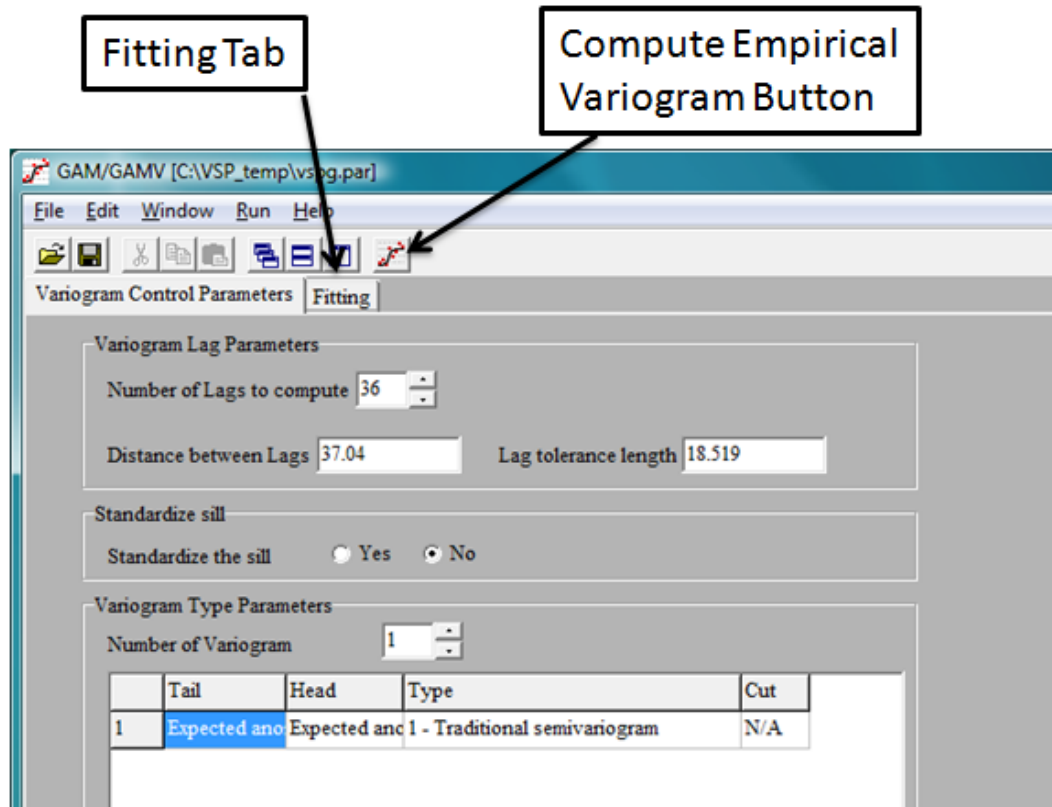 Fitting Tab
Compute Empirical
Variogram Button
GAM/GAMV [C:\VSP_temp\vspg.par]
File Edit Window Run Help
Variogram Control Parameters Fitting
Variogram Lag Parameters
Number of Lags to compute 36
Distance between Lags 37.04 Lag tolerance length 18.519
Standardize sill
Standardize the sill Yes No
Variogram Type Parameters
Number of Variogram 1
Tail Head Type Cut
1 Expected ano Expected anc 1 - Traditional semivariogram N/A